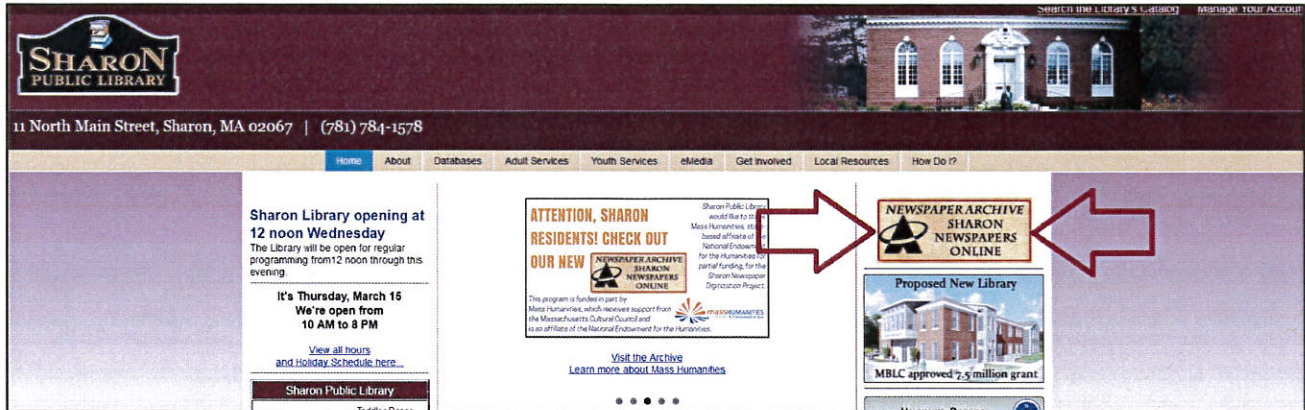 Search the Library's Catalog Manage Your Accoun
SHARON
PUBLIC LIBRARY
11 North Main Street, Sharon, MA 02067 | (781) 784-1578
Home About Databases Adult Services Youth Services eMedia Get Involved Local Resources How Do I?
Sharon Library opening at
12 noon Wednesday
The Library will be open for regular
programming from12 noon through this
evening.
It's Thursday, March 15
We're open from
10 AM to 8 PM
View all hours
and Holiday Schedule here...
Sharon Public Library
ATTENTION, SHARON
RESIDENTS! CHECK OUT
OUR NEW
NEWSPAPER ARCHIVE
SHARON
NEWSPAPERS
ONLINE
Sharon Public Library
would like to
Mass Humanities,
based affiliate of
National Endowment
for the Humanities for
partial funding, for the
Sharon Newspaper
Digitization Project.
This program is funded in part by
Mass Humanities, which receives support from
the Massachusetts Cultural Council and
is an affiliate of the National Endowment for the Humanities.
massHUMANITIES
Visit the Archive
Learn more about Mass Humanities
NEWSPAPER ARCHIVE
SHARON
NEWSPAPERS
ONLINE
Proposed New Library
MBLC approved 7.5 million grant